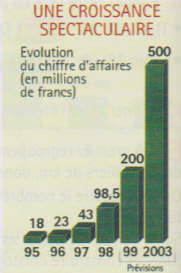 UNE CROISSANCE
SPECTACULAIRE
Evolution
du chiffre d'affaires
(en millions
de francs)
500
200
98,5
43
23
18
95 96 97 98 99 2003
Prévisions